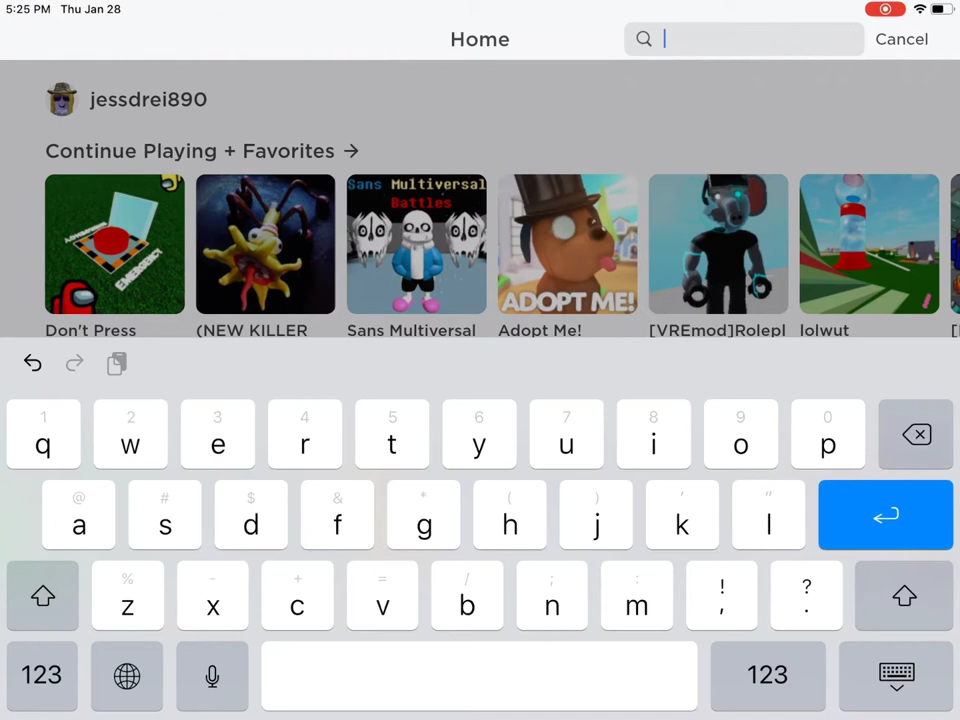 5:25 PM Thu Jan 28
Home
Cancel
jessdrei890
Continue Playing + Favorites →
EMERGENCY
Sans Multiversal
Battles
ADOPT ME!
Don't Press
(NEW KILLER
Sans Multiversal
Adopt Me!
[VREmod]Rolepl
lolwut
1 2 3 4 5 6 7 8 9 0
q w e r t y u i o p
@ # $ & * ( ) ' "
a s d f g h j k l
% - + = / ; : ! ?
z x c v b n m , .
123 123